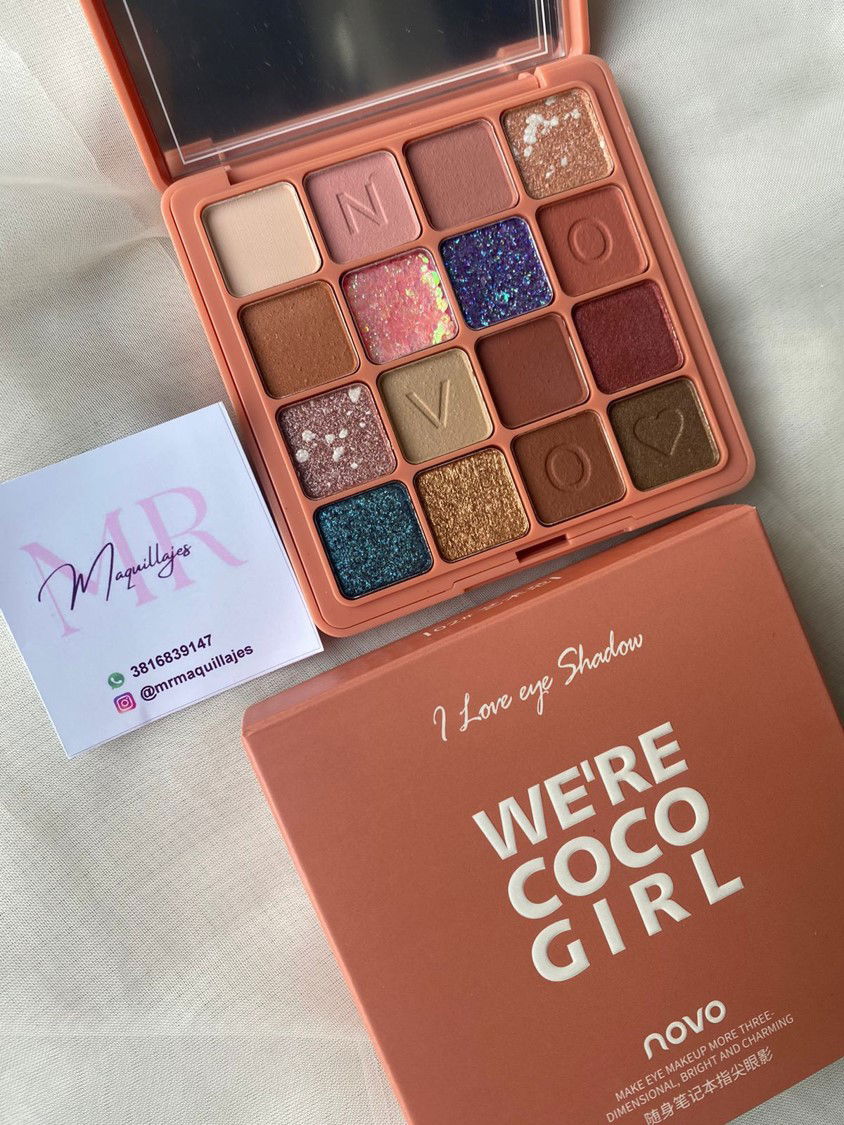 N
O
V
O
MR
Maquillajes
3816839147
@mrmaquillajes
I Love eye Shadow
WE'RE
COCO
GIRL
novo
MAKE EYE MAKEUP MORE THREE-
DIMENSIONAL, BRIGHT AND CHARMING
随身笔记本指尖眼影